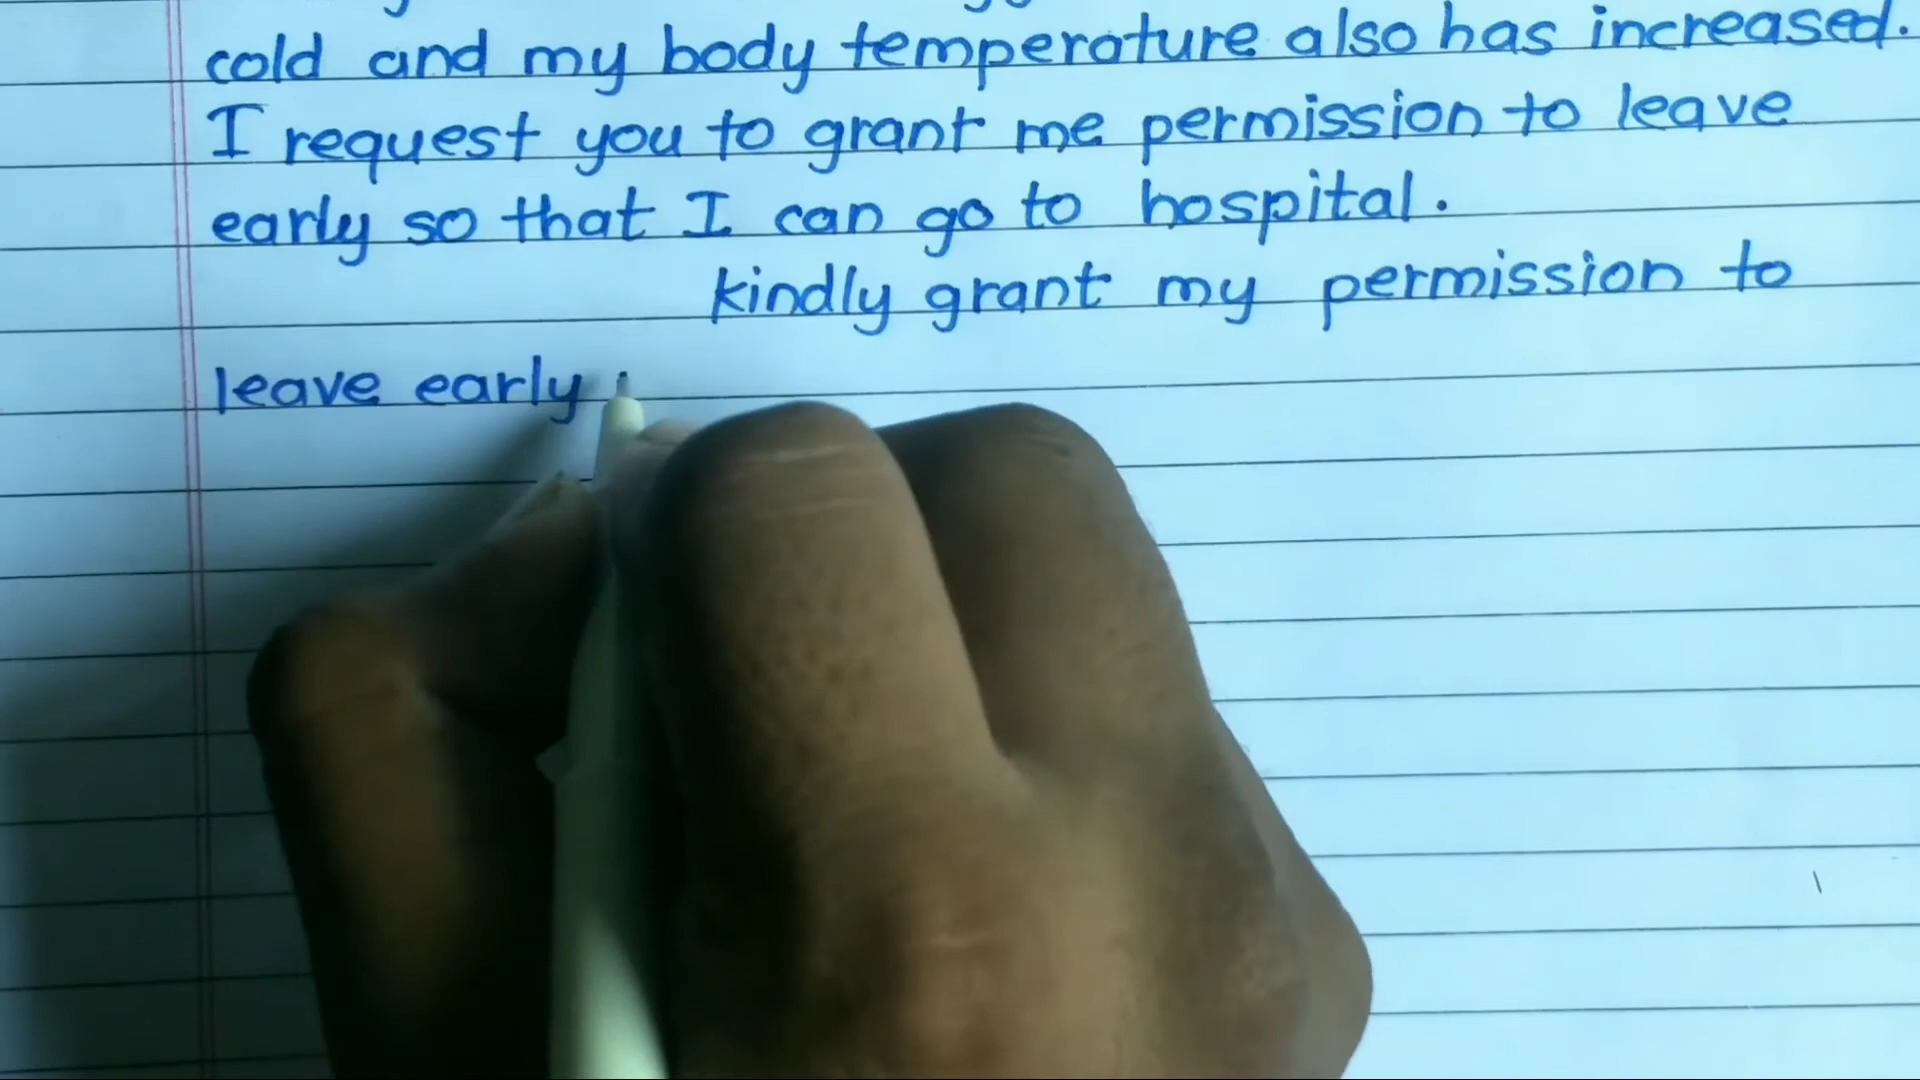 cold and my body temperature also has increased.
I request you to grant me permission to leave
early so that I can go to hospital.
kindly grant my permission to
leave early